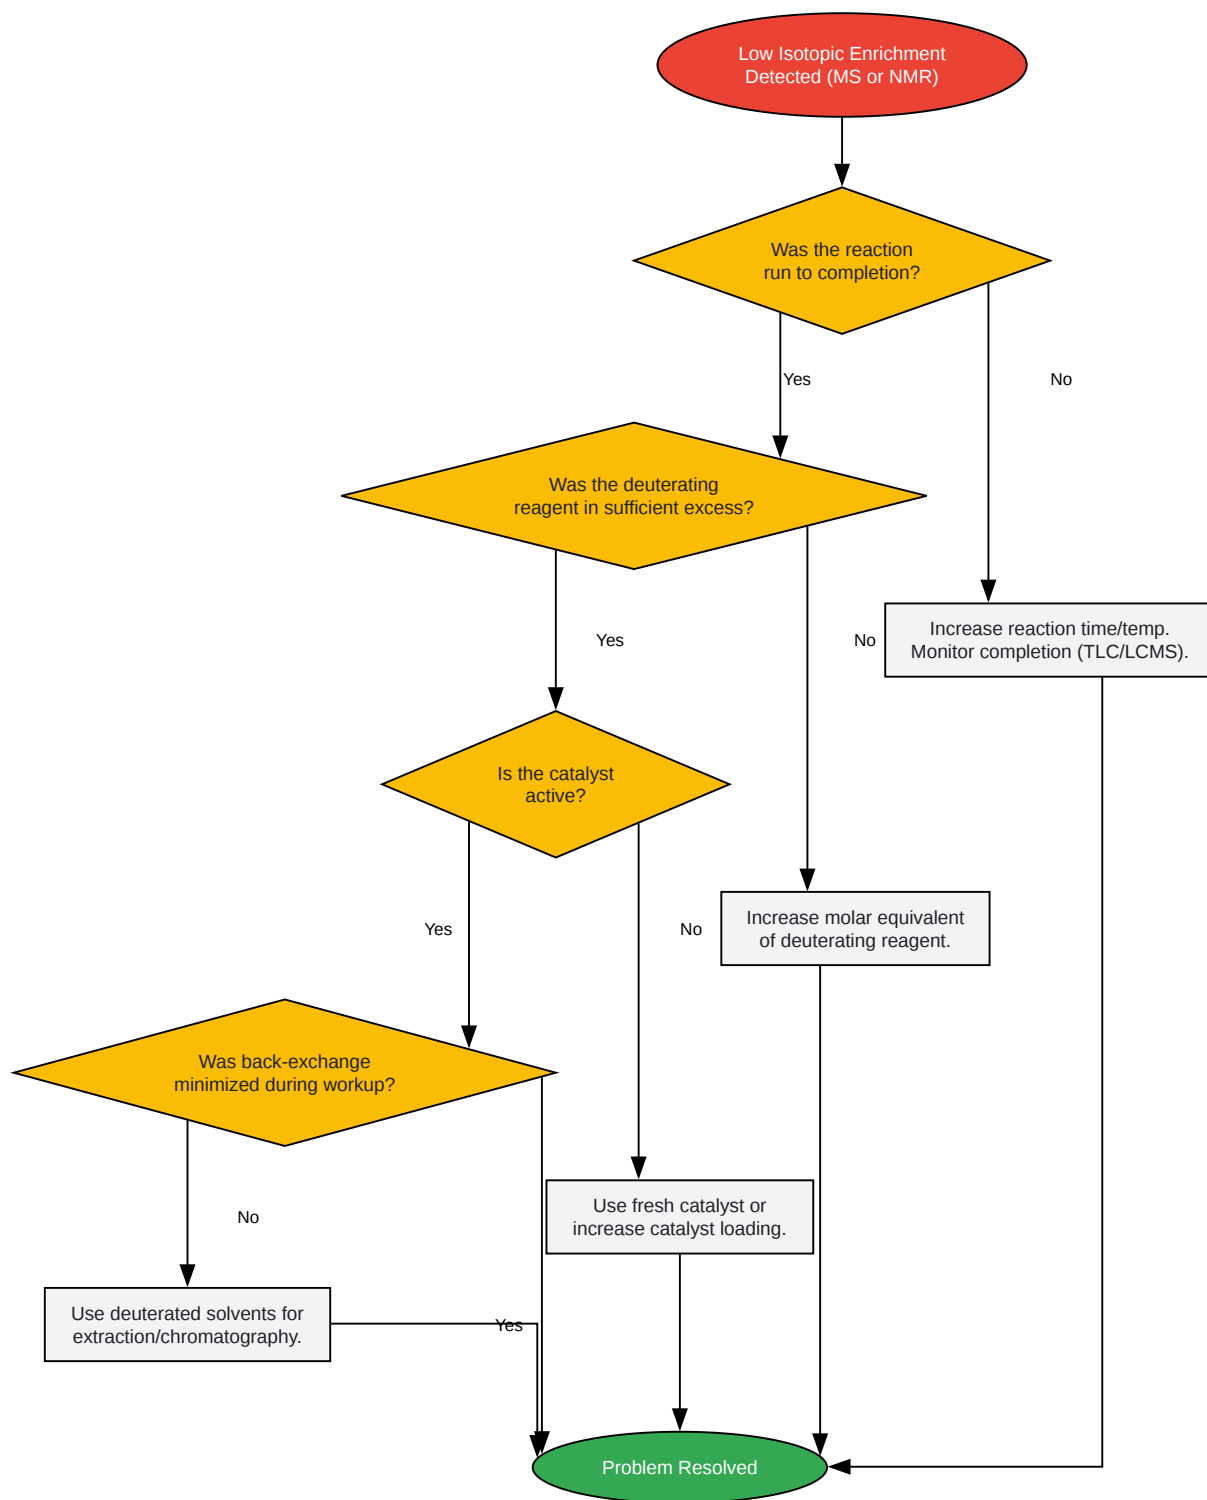 Low Isotopic Enrichment
Detected (MS or NMR)
Was the reaction
run to completion?
Yes
No
Was the deuterating
reagent in sufficient excess?
Yes
No
Increase reaction time/temp.
Monitor completion (TLC/LCMS).
Is the catalyst
active?
Yes
No
Increase molar equivalent
of deuterating reagent.
Was back-exchange
minimized during workup?
No
Use fresh catalyst or
increase catalyst loading.
Use deuterated solvents for
extraction/chromatography.
Yes
Problem Resolved